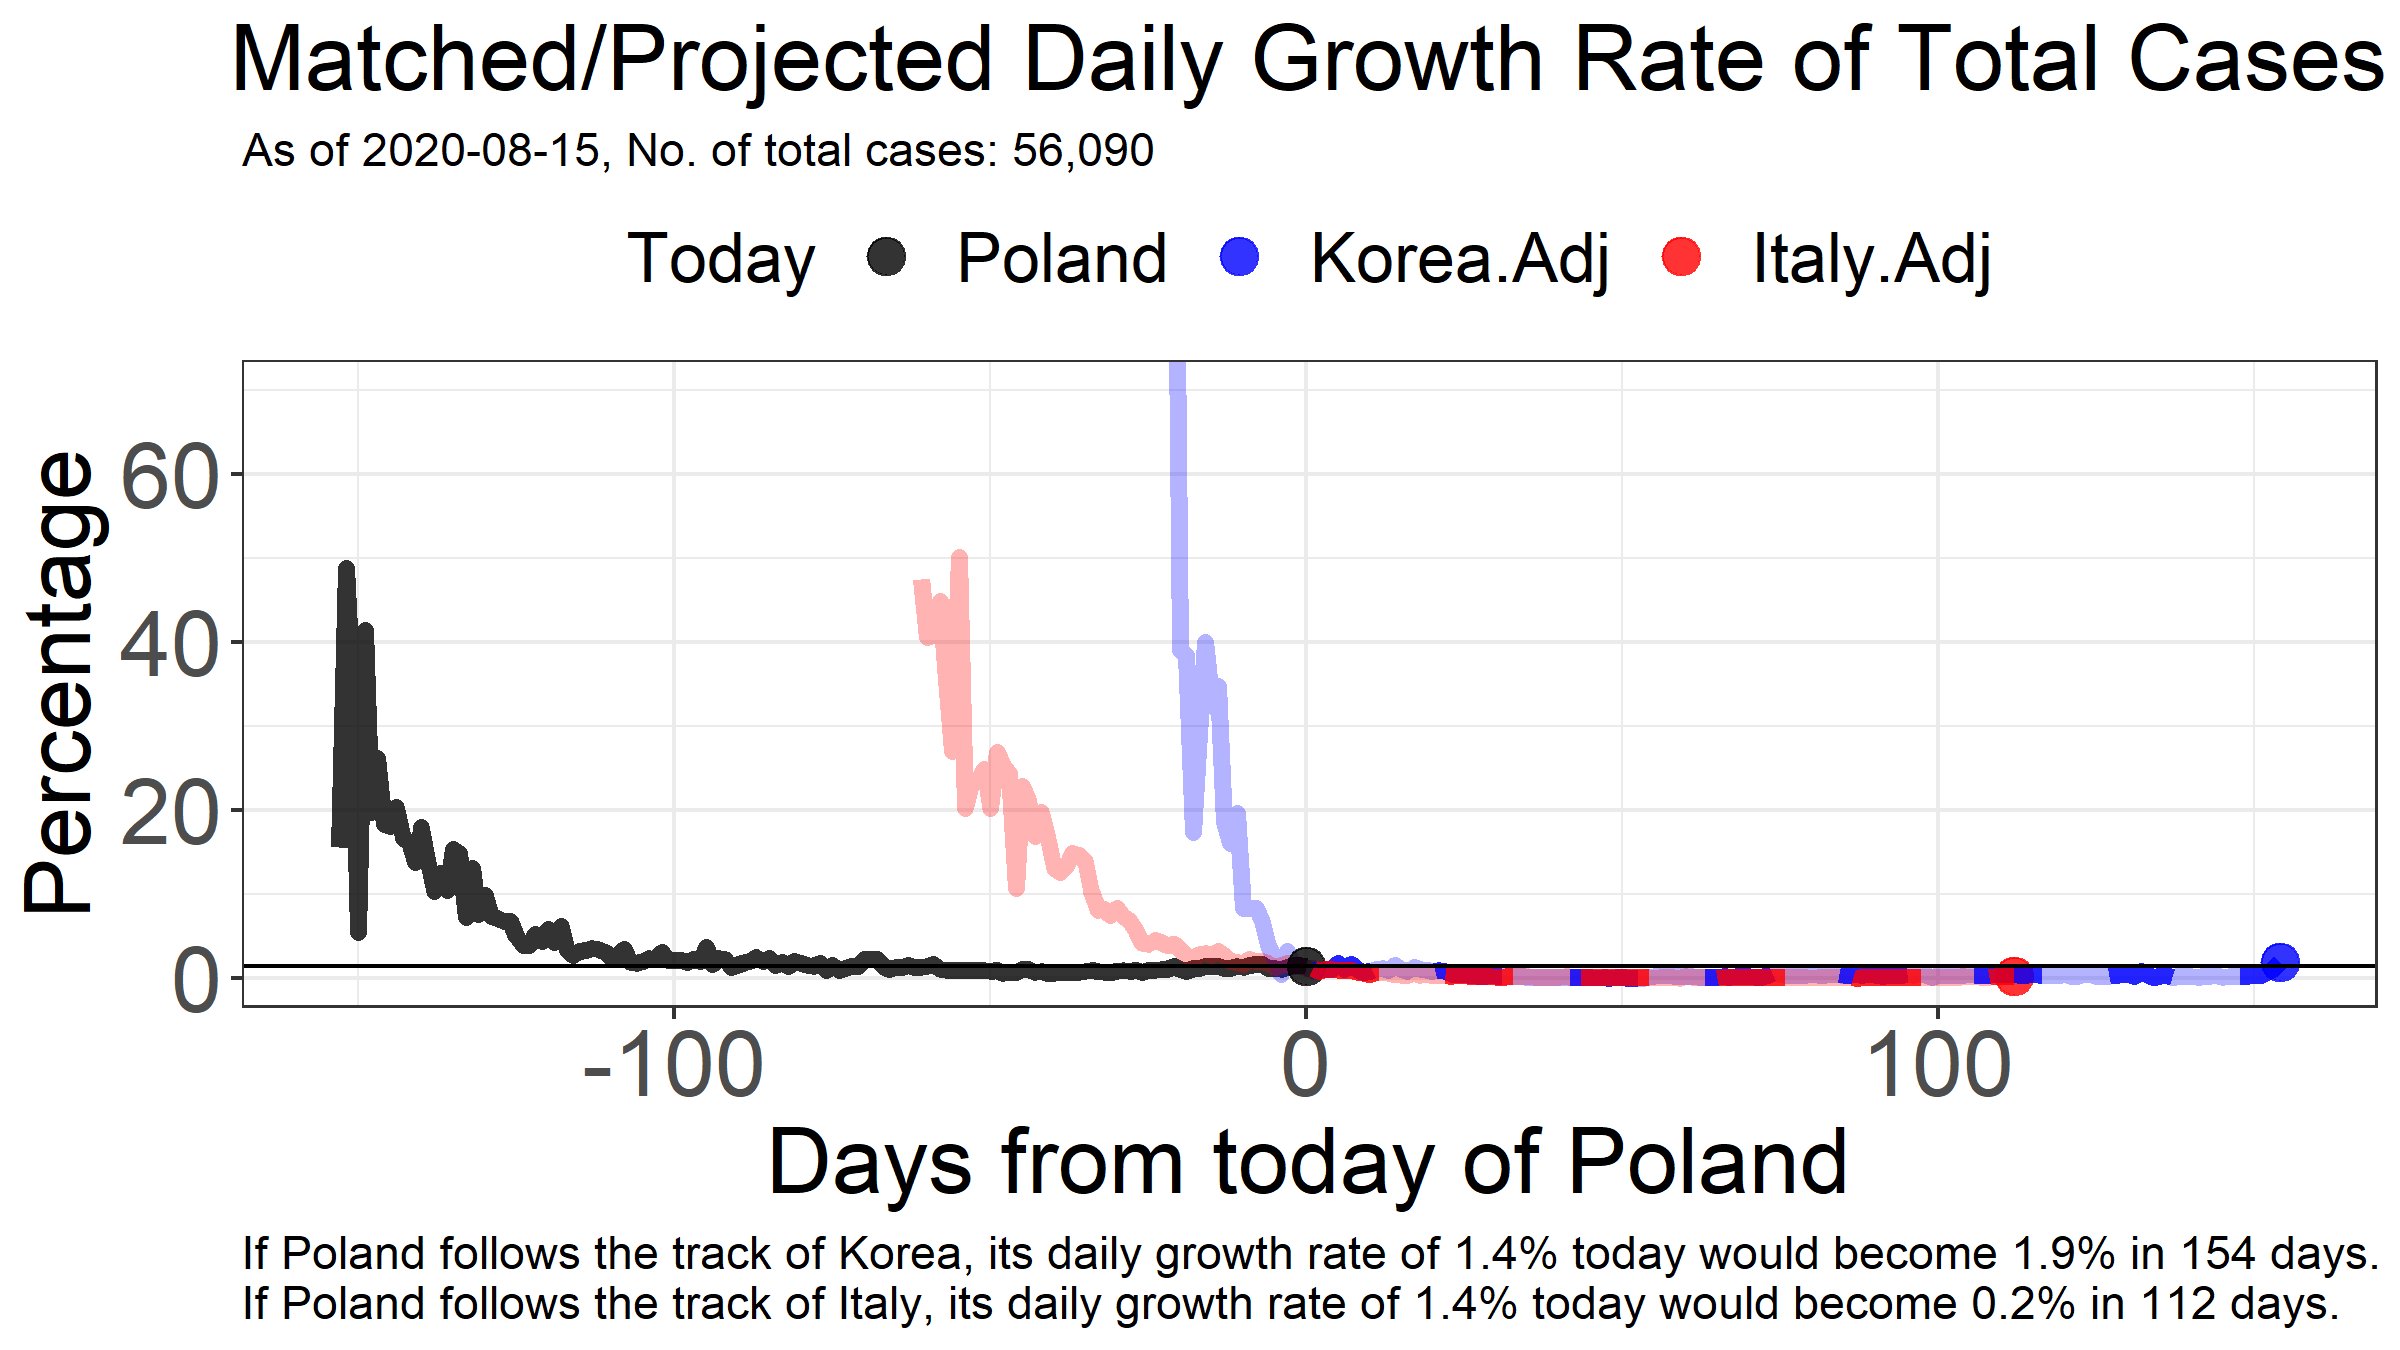 Matched/Projected Daily Growth Rate of Total Cases
As of 2020-08-15, No. of total cases: 56,090
Today Poland Korea.Adj Italy.Adj
Percentage
60
40
20
0
-100 0 100
Days from today of Poland
If Poland follows the track of Korea, its daily growth rate of 1.4% today would become 1.9% in 154 days.
If Poland follows the track of Italy, its daily growth rate of 1.4% today would become 0.2% in 112 days.